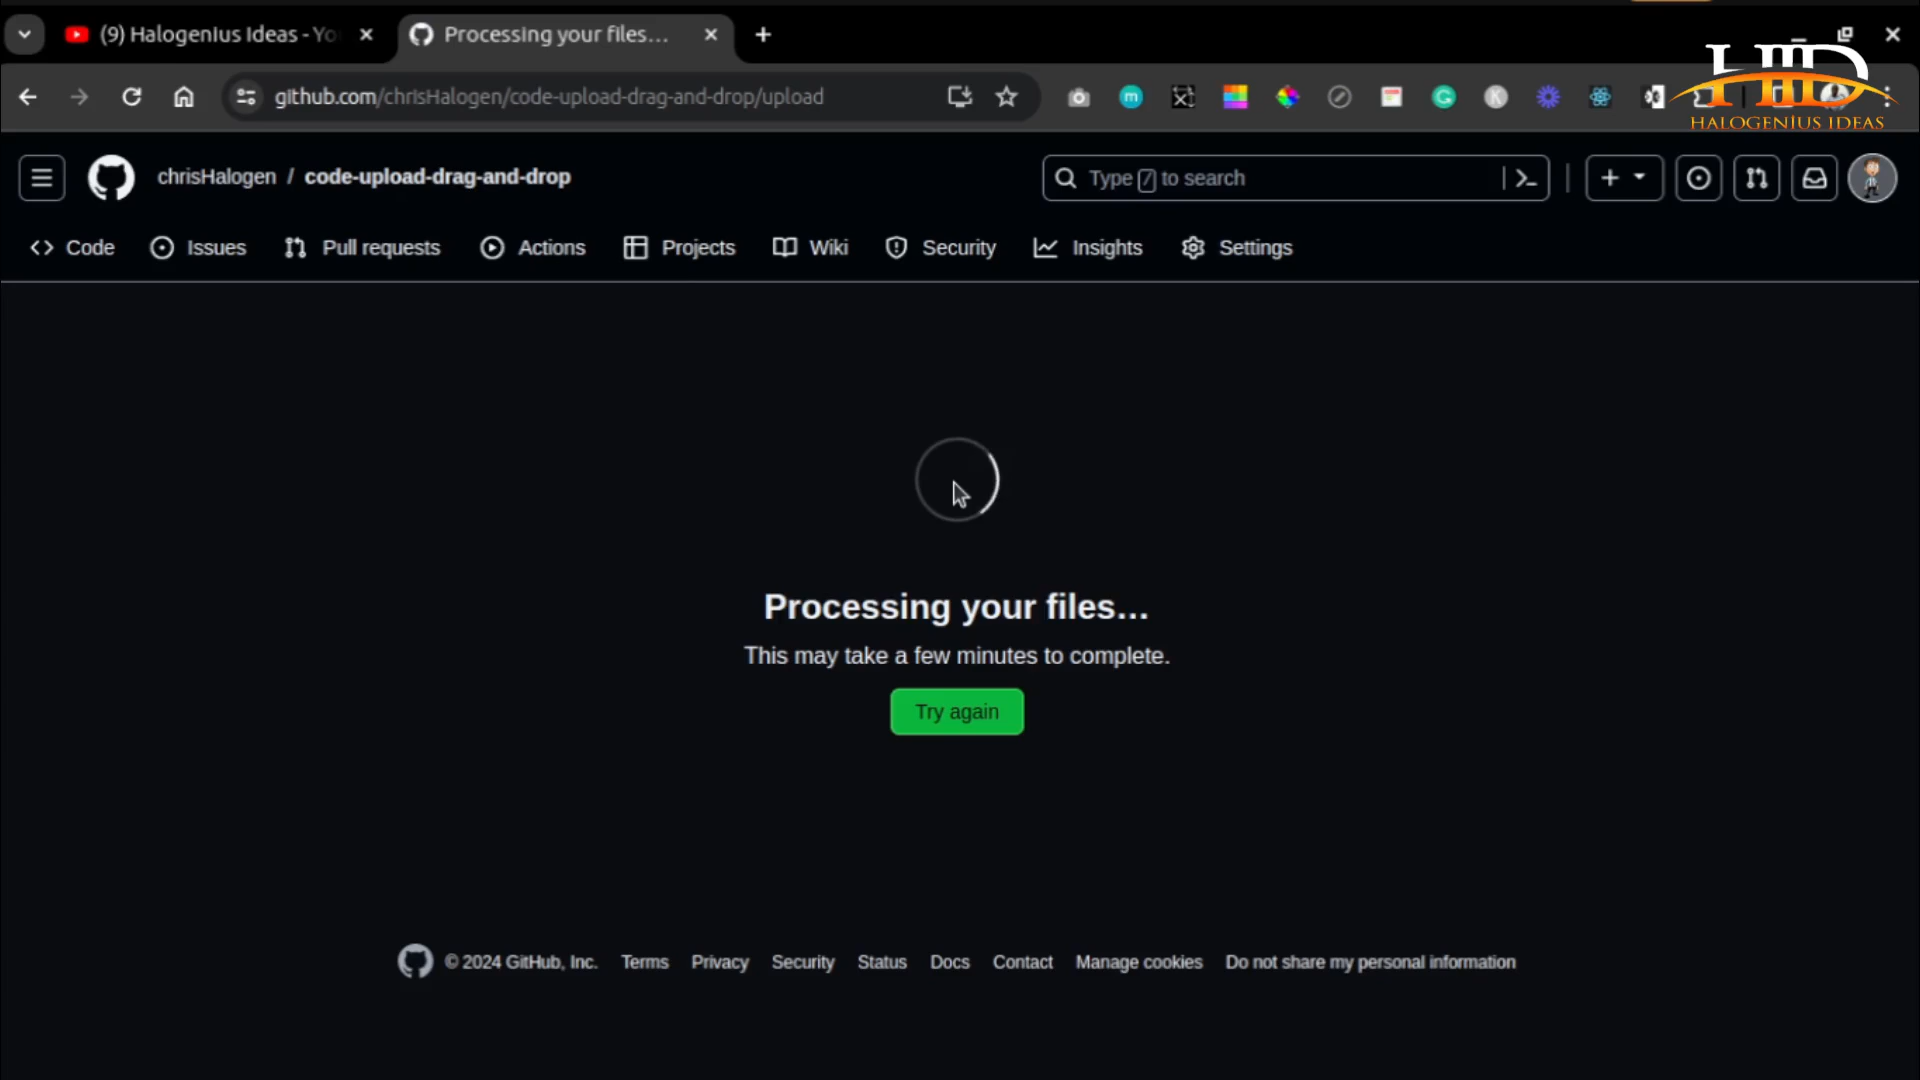 (9) Halogenius Ideas - Yo
Processing your files...
HID
HALOGENIUS IDEAS
github.com/chrisHalogen/code-upload-drag-and-drop/upload
chrisHalogen / code-upload-drag-and-drop
Type / to search
Code Issues Pull requests Actions Projects Wiki Security Insights Settings
Processing your files...
This may take a few minutes to complete.
Try again
© 2024 GitHub, Inc. Terms Privacy Security Status Docs Contact Manage cookies Do not share my personal information